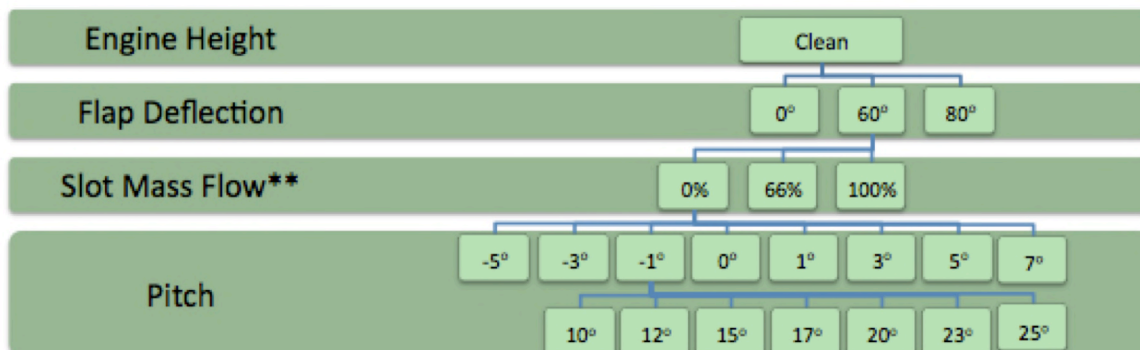 Engine Height Clean
Flap Deflection 0° 60° 80°
Slot Mass Flow** 0% 66% 100%
-5° -3° -1° 0° 1° 3° 5° 7°
Pitch
10° 12° 15° 17° 20° 23° 25°